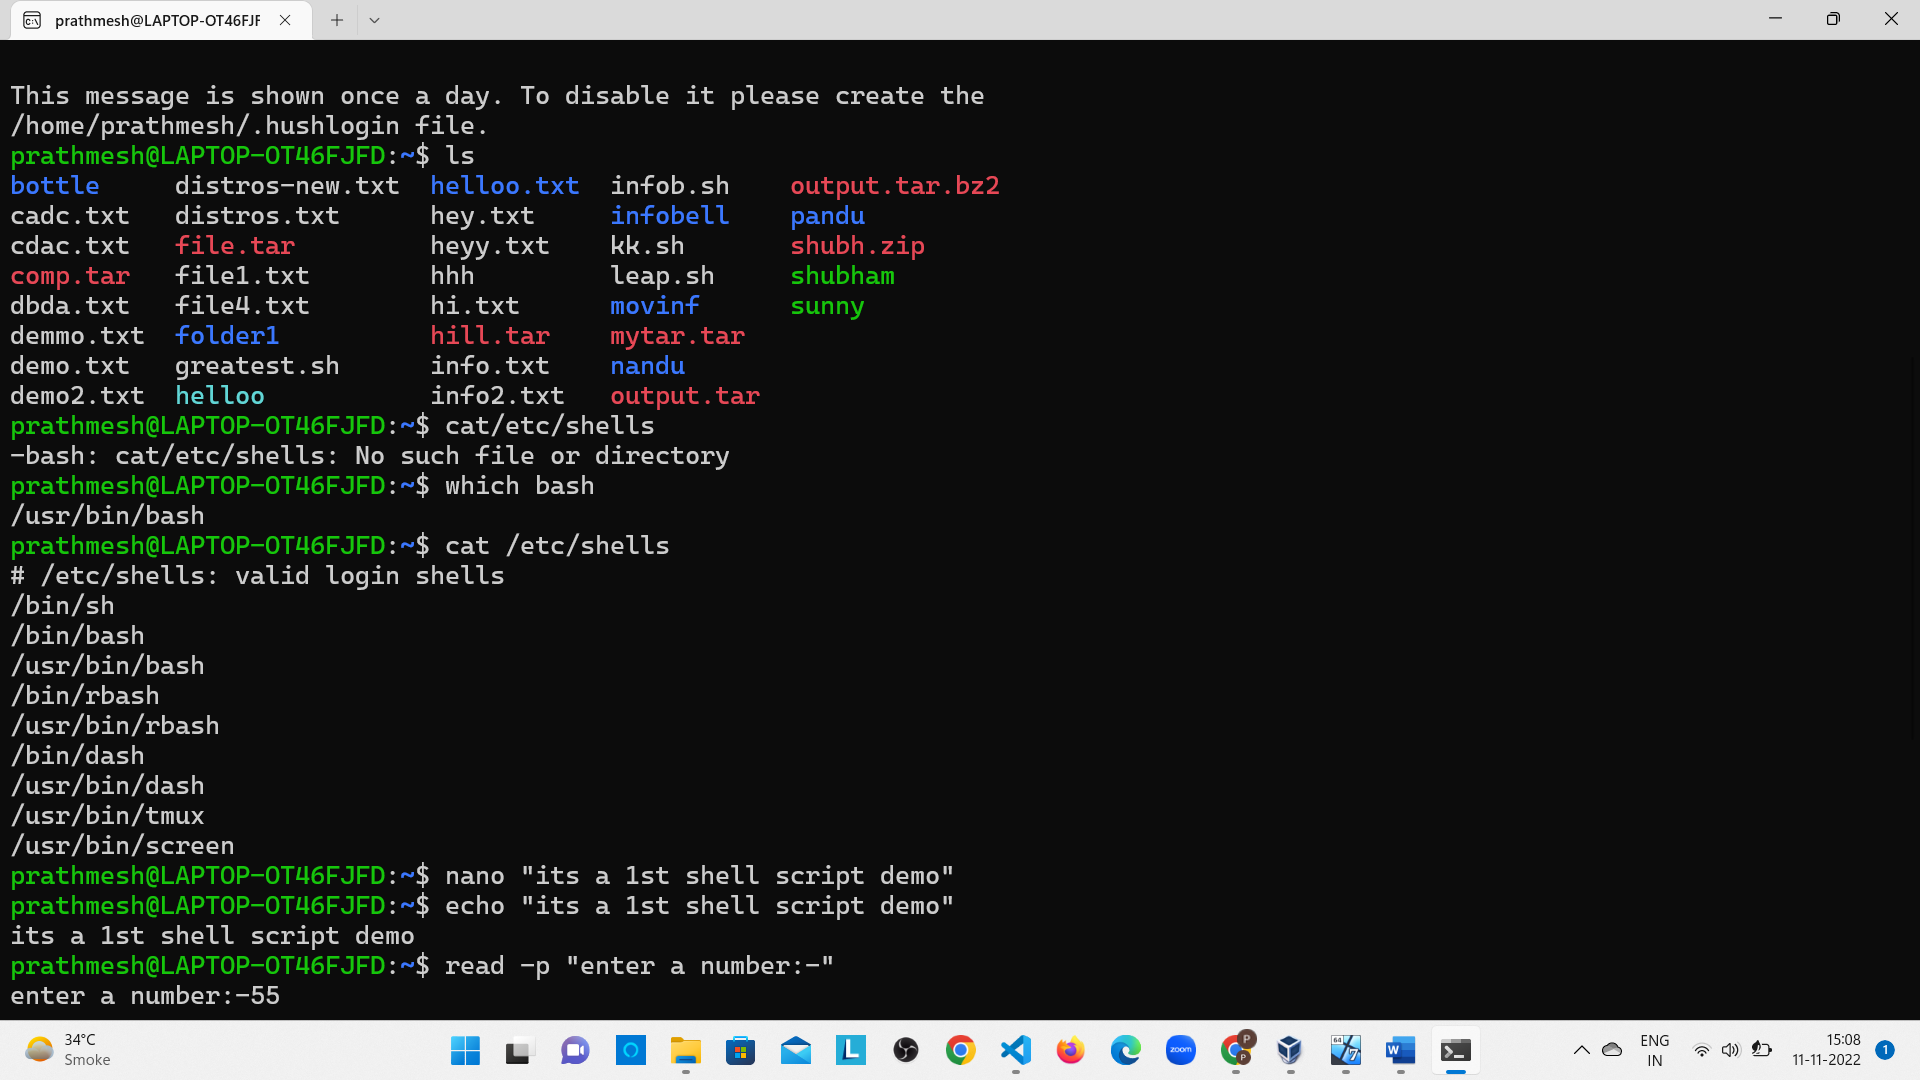 prathmesh@LAPTOP-OT46FJF
This message is shown once a day. To disable it please create the
/home/prathmesh/.hushlogin file.
prathmesh@LAPTOP-OT46FJFD:~$ ls
bottle distros-new.txt helloo.txt infob.sh output.tar.bz2
cadc.txt distros.txt hey.txt infobell pandu
cdac.txt file.tar heyy.txt kk.sh shubh.zip
comp.tar file1.txt hhh leap.sh shubham
dbda.txt file4.txt hi.txt movinf sunny
demmo.txt folder1 hill.tar mytar.tar
demo.txt greatest.sh info.txt nandu
demo2.txt helloo info2.txt output.tar
prathmesh@LAPTOP-OT46FJFD:~$ cat/etc/shells
-bash: cat/etc/shells: No such file or directory
prathmesh@LAPTOP-OT46FJFD:~$ which bash
/usr/bin/bash
prathmesh@LAPTOP-OT46FJFD:~$ cat /etc/shells
# /etc/shells: valid login shells
/bin/sh
/bin/bash
/usr/bin/bash
/bin/rbash
/usr/bin/rbash
/bin/dash
/usr/bin/dash
/usr/bin/tmux
/usr/bin/screen
prathmesh@LAPTOP-OT46FJFD:~$ nano "its a 1st shell script demo"
prathmesh@LAPTOP-OT46FJFD:~$ echo "its a 1st shell script demo"
its a 1st shell script demo
prathmesh@LAPTOP-OT46FJFD:~$ read -p "enter a number:-"
enter a number:-55
34°C
Smoke
zoom
ENG
IN
15:08
11-11-2022
1